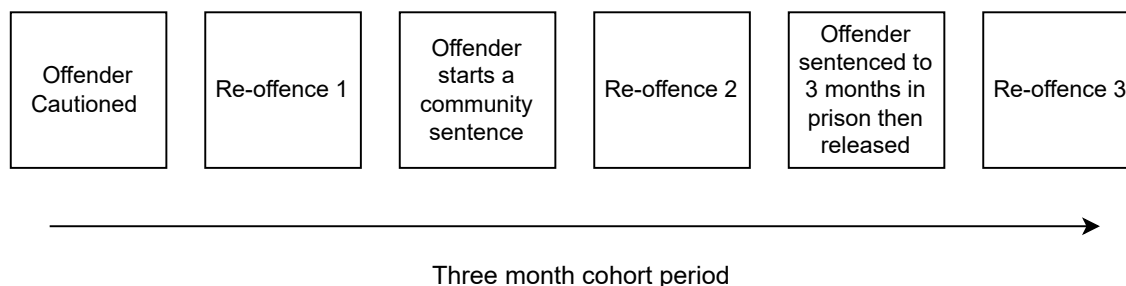 Offender
Cautioned
Re-offence 1
Offender
starts a
community
sentence
Re-offence 2
Offender
sentenced to
3 months in
prison then
released
Re-offence 3
Three month cohort period